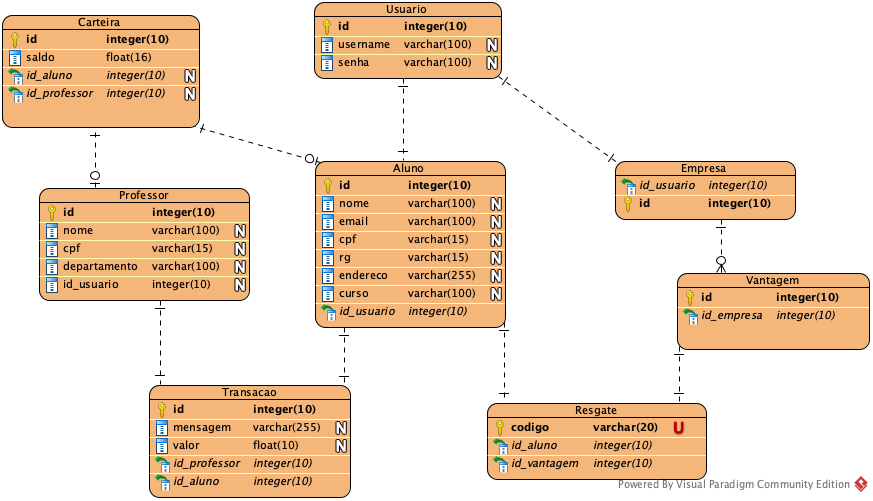 Carteira
id integer(10)
saldo float(16)
id_aluno integer(10) N
id_professor integer(10) N
Usuario
id integer(10)
username varchar(100) N
senha varchar(100) N
Professor
id integer(10)
nome varchar(100) N
cpf varchar(15) N
departamento varchar(100) N
id_usuario integer(10) N
Aluno
id integer(10)
nome varchar(100) N
email varchar(100) N
cpf varchar(15) N
rg varchar(15) N
endereco varchar(255) N
curso varchar(100) N
id_usuario integer(10)
Empresa
id_usuario integer(10)
id integer(10)
Vantagem
id integer(10)
id_empresa integer(10)
Transacao
id integer(10)
mensagem varchar(255) N
valor float(10) N
id_professor integer(10)
id_aluno integer(10)
Resgate
codigo varchar(20) U
id_aluno integer(10)
id_vantagem integer(10)
Powered By Visual Paradigm Community Edition